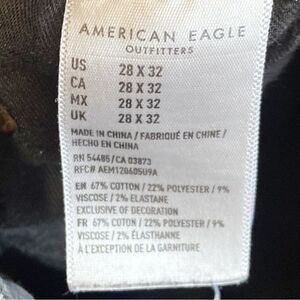 AMERICAN EAGLE
OUTFITTERS
US 28 X 32
CA 28 X 32
MX 28 X 32
UK 28 X 32
MADE IN CHINA / FABRIQUÉ EN CHINE /
HECHO EN CHINA
RN 54485/CA 03873
RFC# AEM120605U9A
EN 67% COTTON / 22% POLYESTER / 9%
VISCOSE / 2% ELASTANE
EXCLUSIVE OF DECORATION
FR 67% COTTON / 22% POLYESTER / 9%
VISCOSE / 2% ÉLASTHANNE
À L'EXCEPTION DE LA GARNITURE